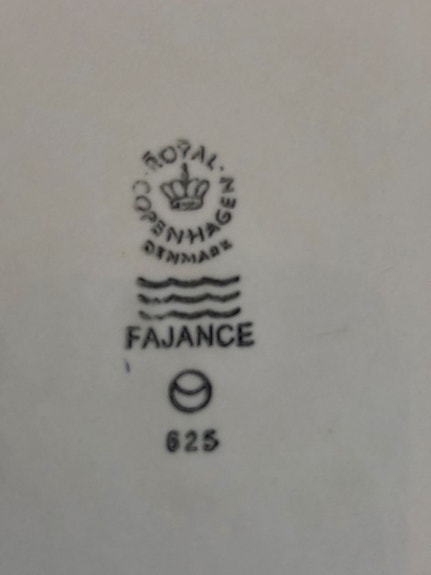 ROYAL
COPENHAGEN
DENMARK
FAJANCE
625